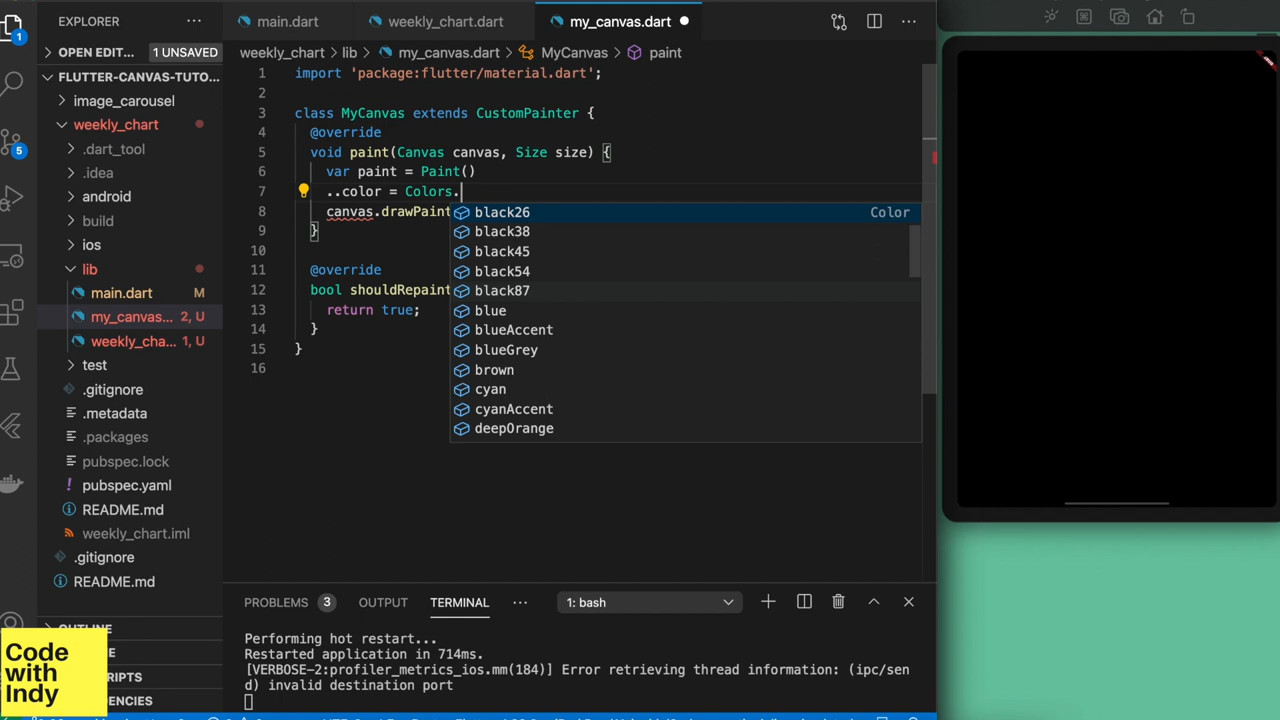 EXPLORER
OPEN EDIT... 1 UNSAVED
FLUTTER-CANVAS-TUTO...
image_carousel
weekly_chart
.dart_tool
.idea
android
build
ios
lib
main.dart M
my_canvas... 2, U
weekly_cha... 1, U
test
.gitignore
.metadata
.packages
pubspec.lock
pubspec.yaml
README.md
weekly_chart.iml
.gitignore
README.md
OUTLINE
1
5
Code
with
Indy
main.dart weekly_chart.dart my_canvas.dart
weekly_chart > lib > my_canvas.dart > MyCanvas > paint
1 import 'package:flutter/material.dart';
2
3 class MyCanvas extends CustomPainter {
4 @override
5 void paint(Canvas canvas, Size size) {
6 var paint = Paint()
7 ..color = Colors.
8 canvas.drawPaint
9 }
10
11 @override
12 bool shouldRepaint
13 return true;
14 }
15 }
16
black26 Color
black38
black45
black54
black87
blue
blueAccent
blueGrey
brown
cyan
cyanAccent
deepOrange
PROBLEMS 3 OUTPUT TERMINAL ... 1: bash
Performing hot restart...
Restarted application in 714ms.
[VERBOSE-2:profiler_metrics_ios.mm(184)] Error retrieving thread information: (ipc/sen
d) invalid destination port